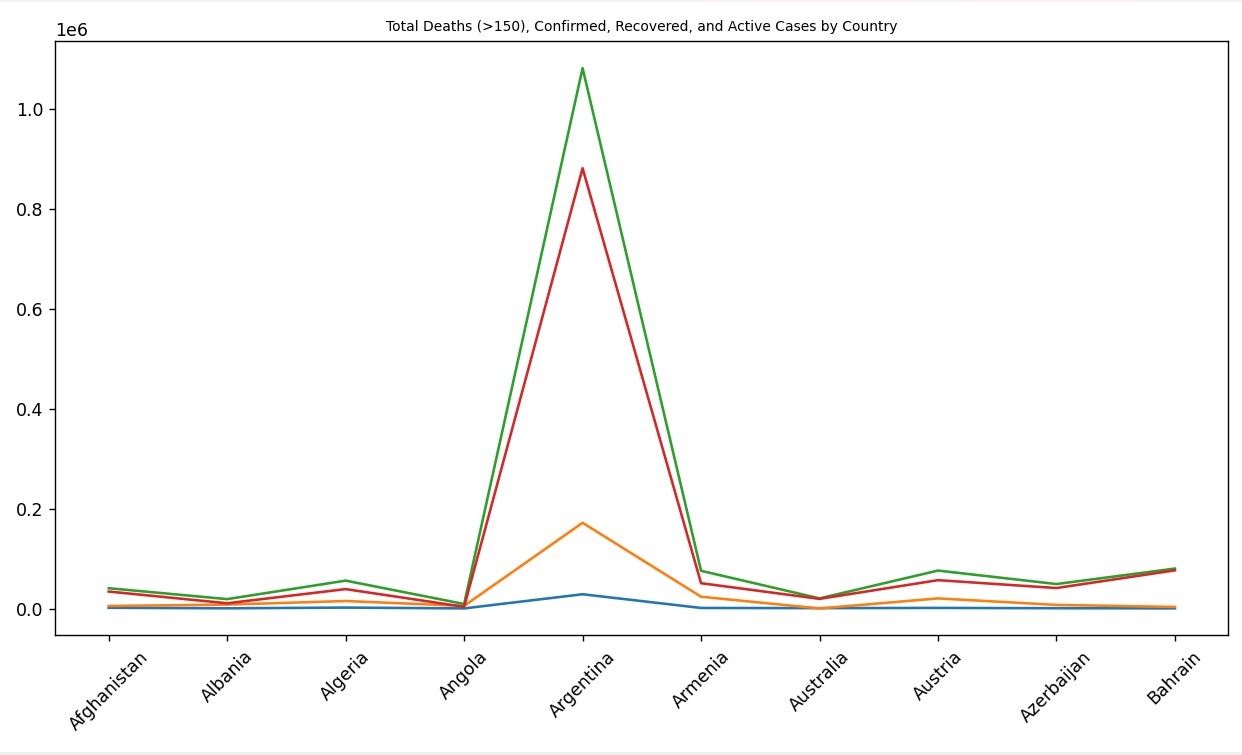 Total Deaths (>150), Confirmed, Recovered, and Active Cases by Country
1e6
1.0
0.8
0.6
0.4
0.2
0.0
Afghanistan
Albania
Algeria
Angola
Argentina
Armenia
Australia
Austria
Azerbaijan
Bahrain